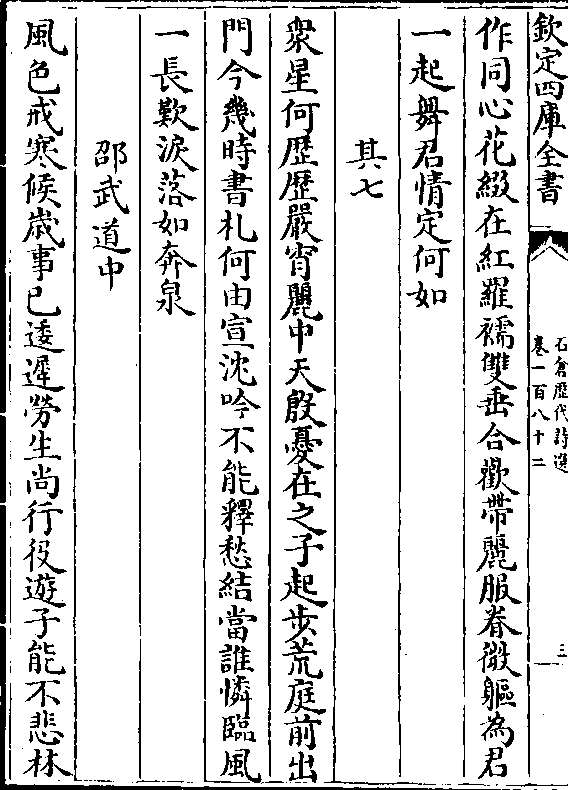 欽定四庫全書
石倉歴代詩選
卷一百八十二
三
作同心花綴在紅羅襦雙垂合歡帶麗服眷微軀為君
一起舞君情定何如
其七
衆星何歴歴嚴宵麗中天殷憂在之子起步荒庭前出
門今幾時書札何由宣沈吟不能釋愁結當誰憐臨風
一長歎淚落如奔泉
邵武道中
風色戒寒候歲事已逶遲勞生尚行役遊子能不悲林